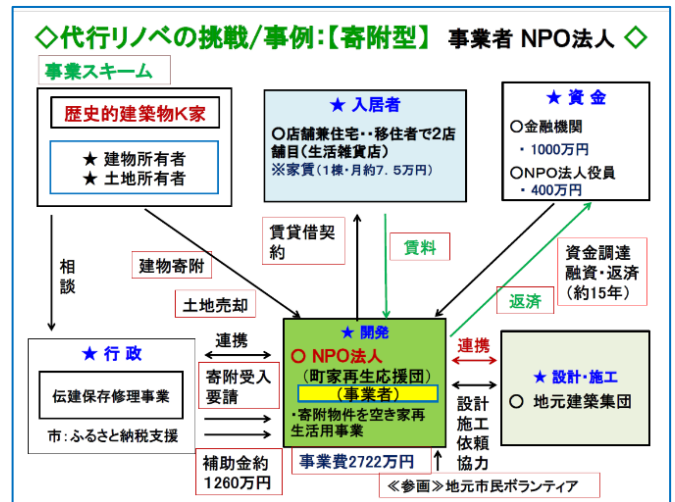 ◇代行リノベの挑戦/事例:【寄附型】 事業者 NPO法人 ◇
事業スキーム
歴史的建築物K家
★ 建物所有者
★ 土地所有者
★ 入居者
〇店舗兼住宅・・移住者で2店
舗目(生活雑貨店)
※家賃(1棟・月約7.5万円)
★ 資 金
〇金融機関
・1000万円
〇NPO法人役員
・400万円
相
談
建物寄附
土地売却
賃貸借契
約
賃料
返済
資金調達
融資・返済
(約15年)
★ 行 政
伝建保存修理事業
市:ふるさと納税支援
連携
寄附受入
要請
補助金約
1260万円
★ 開発
〇 NPO法人
(町家再生応援団)
(事業者)
・寄附物件を空き家再
生活用事業
事業費2722万円
連携
設計
施工
依頼
協力
★ 設計・施工
〇 地元建築集団
≪参画≫地元市民ボランティア